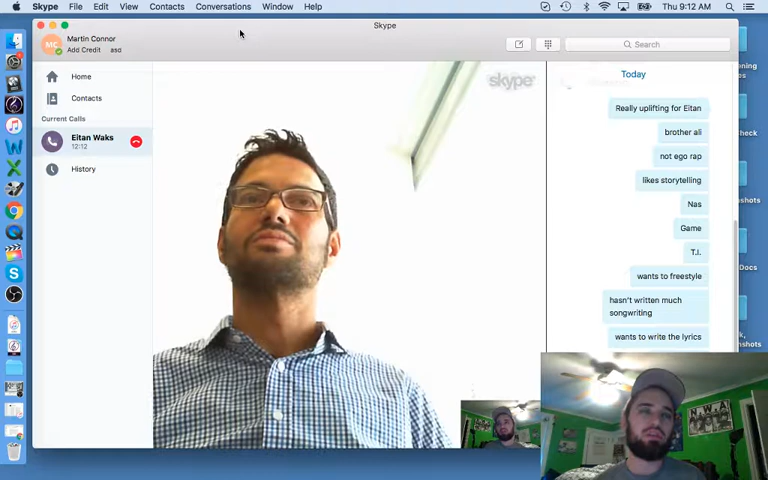 Skype File Edit View Contacts Conversations Window Help
Thu 9:12 AM
Skype
MC
Martin Connor
Add Credit asd
Search
Home
Contacts
Current Calls
Eitan Waks
12:12
History
skype
Today
Really uplifting for Eitan
brother ali
not ego rap
likes storytelling
Nas
Game
T.I.
wants to freestyle
hasn't written much
songwriting
wants to write the lyrics